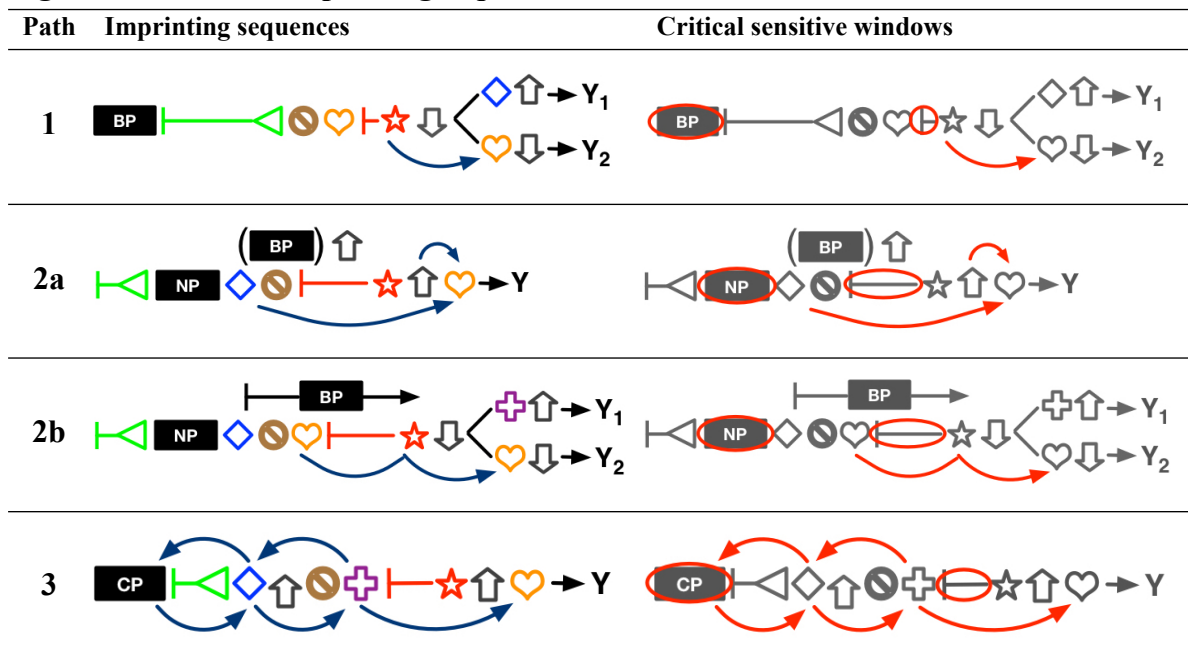 Path Imprinting sequences Critical sensitive windows
Y₁ Y₁
1 BP BP
Y₂ Y₂
(BP) (BP)
2a NP Y NP Y
BP BP
Y₁ Y₁
2b NP NP
Y₂ Y₂
3 CP Y CP Y